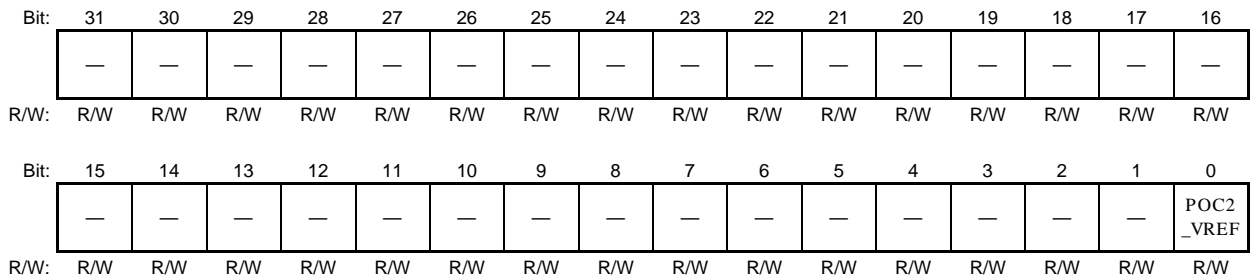 Bit: 31 30 29 28 27 26 25 24 23 22 21 20 19 18 17 16
— — — — — — — — — — — — — — — —
R/W: R/W R/W R/W R/W R/W R/W R/W R/W R/W R/W R/W R/W R/W R/W R/W R/W
Bit: 15 14 13 12 11 10 9 8 7 6 5 4 3 2 1 0
— — — — — — — — — — — — — — — POC2
_VREF
R/W: R/W R/W R/W R/W R/W R/W R/W R/W R/W R/W R/W R/W R/W R/W R/W R/W